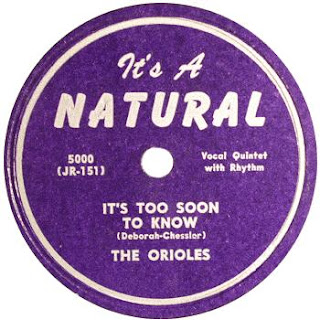 It's A
NATURAL
5000
(JR-151)
Vocal Quintet
with Rhythm
IT'S TOO SOON
TO KNOW
(Deborah-Chessler)
THE ORIOLES